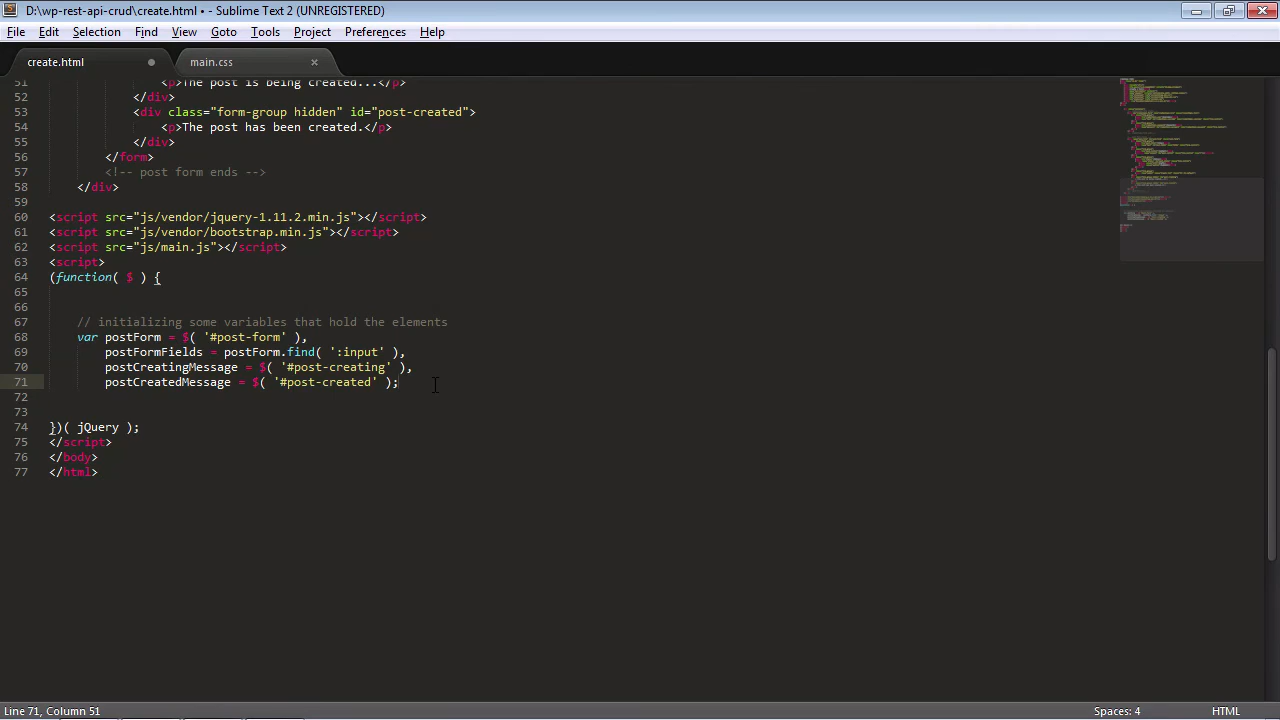 D:\wp-rest-api-crud\create.html • - Sublime Text 2 (UNREGISTERED)
File Edit Selection Find View Goto Tools Project Preferences Help
create.html main.css
51 <p>The post is being created...</p>
52 </div>
53 <div class="form-group hidden" id="post-created">
54 <p>The post has been created.</p>
55 </div>
56 </form>
57 <!-- post form ends -->
58 </div>
59
60 <script src="js/vendor/jquery-1.11.2.min.js"></script>
61 <script src="js/vendor/bootstrap.min.js"></script>
62 <script src="js/main.js"></script>
63 <script>
64 (function( $ ) {
65
66
67 // initializing some variables that hold the elements
68 var postForm = $( '#post-form' ),
69 postFormFields = postForm.find( ':input' ),
70 postCreatingMessage = $( '#post-creating' ),
71 postCreatedMessage = $( '#post-created' );
72
73
74 })( jQuery );
75 </script>
76 </body>
77 </html>
Line 71, Column 51 Spaces: 4 HTML